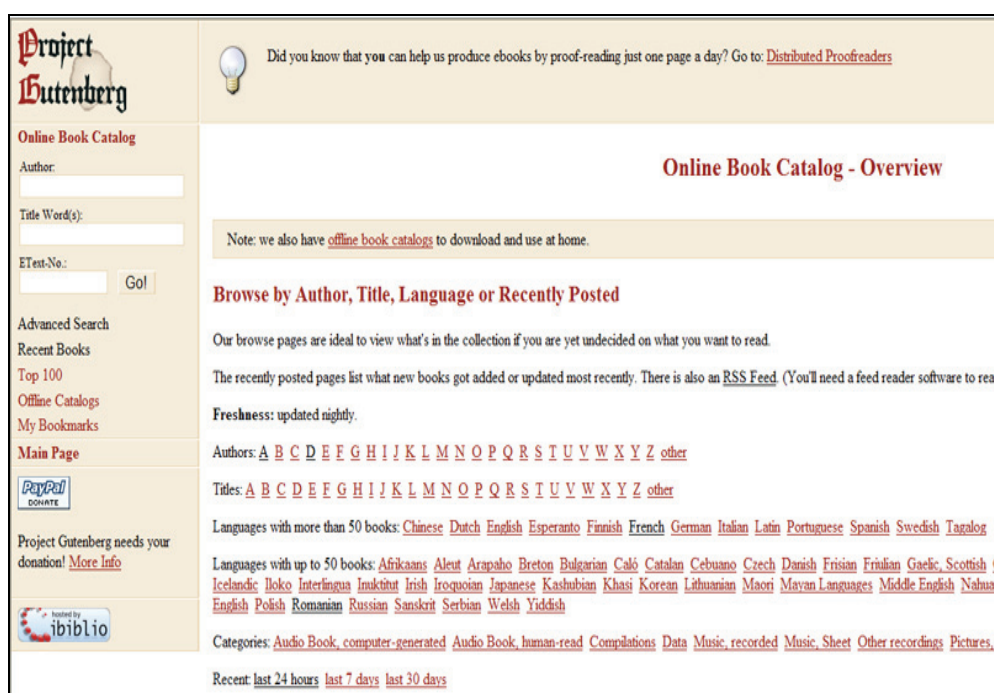 Project
Gutenberg
Did you know that you can help us produce ebooks by proof-reading just one page a day? Go to: Distributed Proofreaders
Online Book Catalog
Author:
Title Word(s):
EText-No.:
Go!
Advanced Search
Recent Books
Top 100
Offline Catalogs
My Bookmarks
Main Page
PayPal
DONATE
Project Gutenberg needs your
donation! More Info
hosted by
ibiblio
Online Book Catalog - Overview
Note: we also have offline book catalogs to download and use at home.
Browse by Author, Title, Language or Recently Posted
Our browse pages are ideal to view what's in the collection if you are yet undecided on what you want to read.
The recently posted pages list what new books got added or updated most recently. There is also an RSS Feed. (You'll need a feed reader software to
Freshness: updated nightly.
Authors: A B C D E F G H I J K L M N O P Q R S T U V W X Y Z other
Titles: A B C D E F G H I J K L M N O P Q R S T U V W X Y Z other
Languages with more than 50 books: Chinese Dutch English Esperanto Finnish French German Italian Latin Portuguese Spanish Swedish Tagalog
Languages with up to 50 books: Afrikaans Aleut Arapaho Breton Bulgarian Caló Catalan Cebuano Czech Danish Frisian Friulian Gaelic, Scottish
Icelandic Iloko Interlingua Inuktitut Irish Iroquoian Japanese Kashubian Khasi Korean Lithuanian Maori Mayan Languages Middle English
English Polish Romanian Russian Sanskrit Serbian Welsh Yiddish
Categories: Audio Book, computer-generated Audio Book, human-read Compilations Data Music, recorded Music, Sheet Other recordings Pictures,
Recent: last 24 hours last 7 days last 30 days